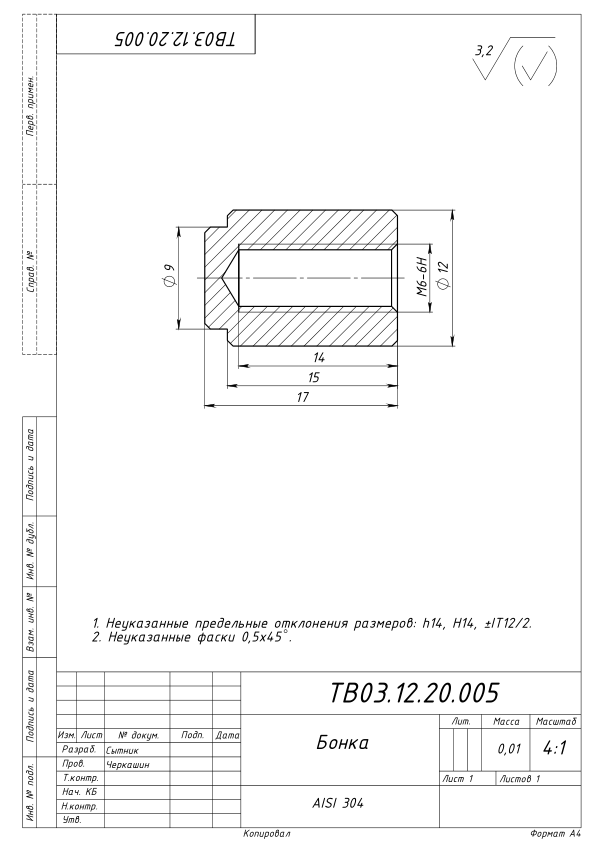 ТВ03.12.20.005
3,2
Перв. примен.
Справ. №
Ø 9
М6-6Н
Ø 12
14
15
17
Подпись и дата
Инв. № дубл.
Взам. инв. №
Подпись и дата
Инв. № подл.
1. Неуказанные предельные отклонения размеров: h14, H14, ±IT12/2.
2. Неуказанные фаски 0,5х45°.
ТВ03.12.20.005
Изм. Лист № докум. Подп. Дата
Разраб. Сытник
Пров. Черкашин
Т.контр.
Нач. КБ
Н.контр.
Утв.
Бонка
Лит. Масса Масштаб
0,01 4:1
Лист 1 Листов 1
AISI 304
Копировал Формат А4